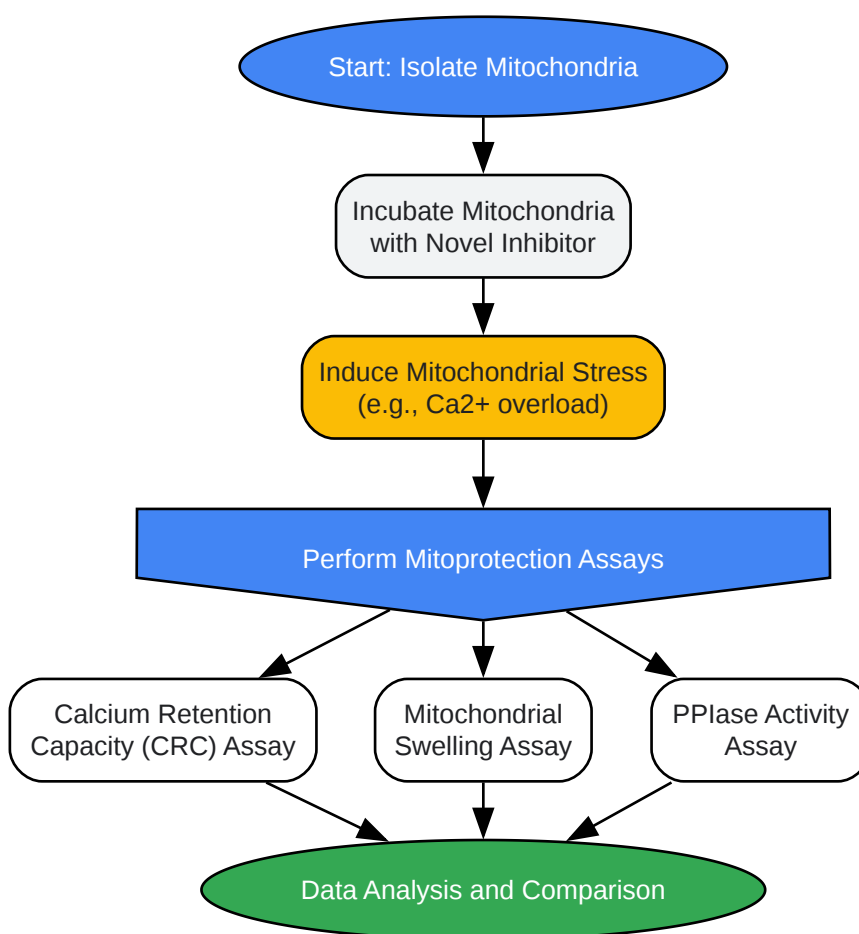 Start: Isolate Mitochondria
Incubate Mitochondria
with Novel Inhibitor
Induce Mitochondrial Stress
(e.g., Ca2+ overload)
Perform Mitoprotection Assays
Calcium Retention
Capacity (CRC) Assay
Mitochondrial
Swelling Assay
PPIase Activity
Assay
Data Analysis and Comparison